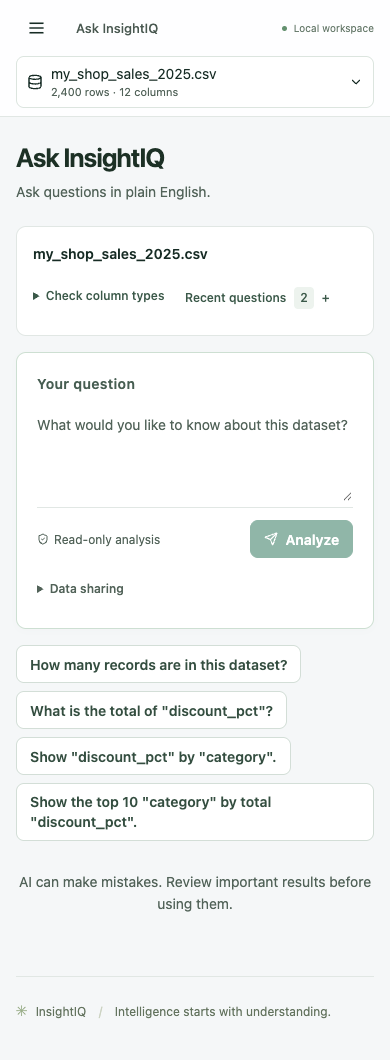 Ask InsightIQ
Local workspace
my_shop_sales_2025.csv
2,400 rows · 12 columns
Ask InsightIQ
Ask questions in plain English.
my_shop_sales_2025.csv
Check column types
Recent questions 2 +
Your question
What would you like to know about this dataset?
Read-only analysis
Analyze
Data sharing
How many records are in this dataset?
What is the total of "discount_pct"?
Show "discount_pct" by "category".
Show the top 10 "category" by total
"discount_pct".
AI can make mistakes. Review important results before
using them.
InsightIQ / Intelligence starts with understanding.